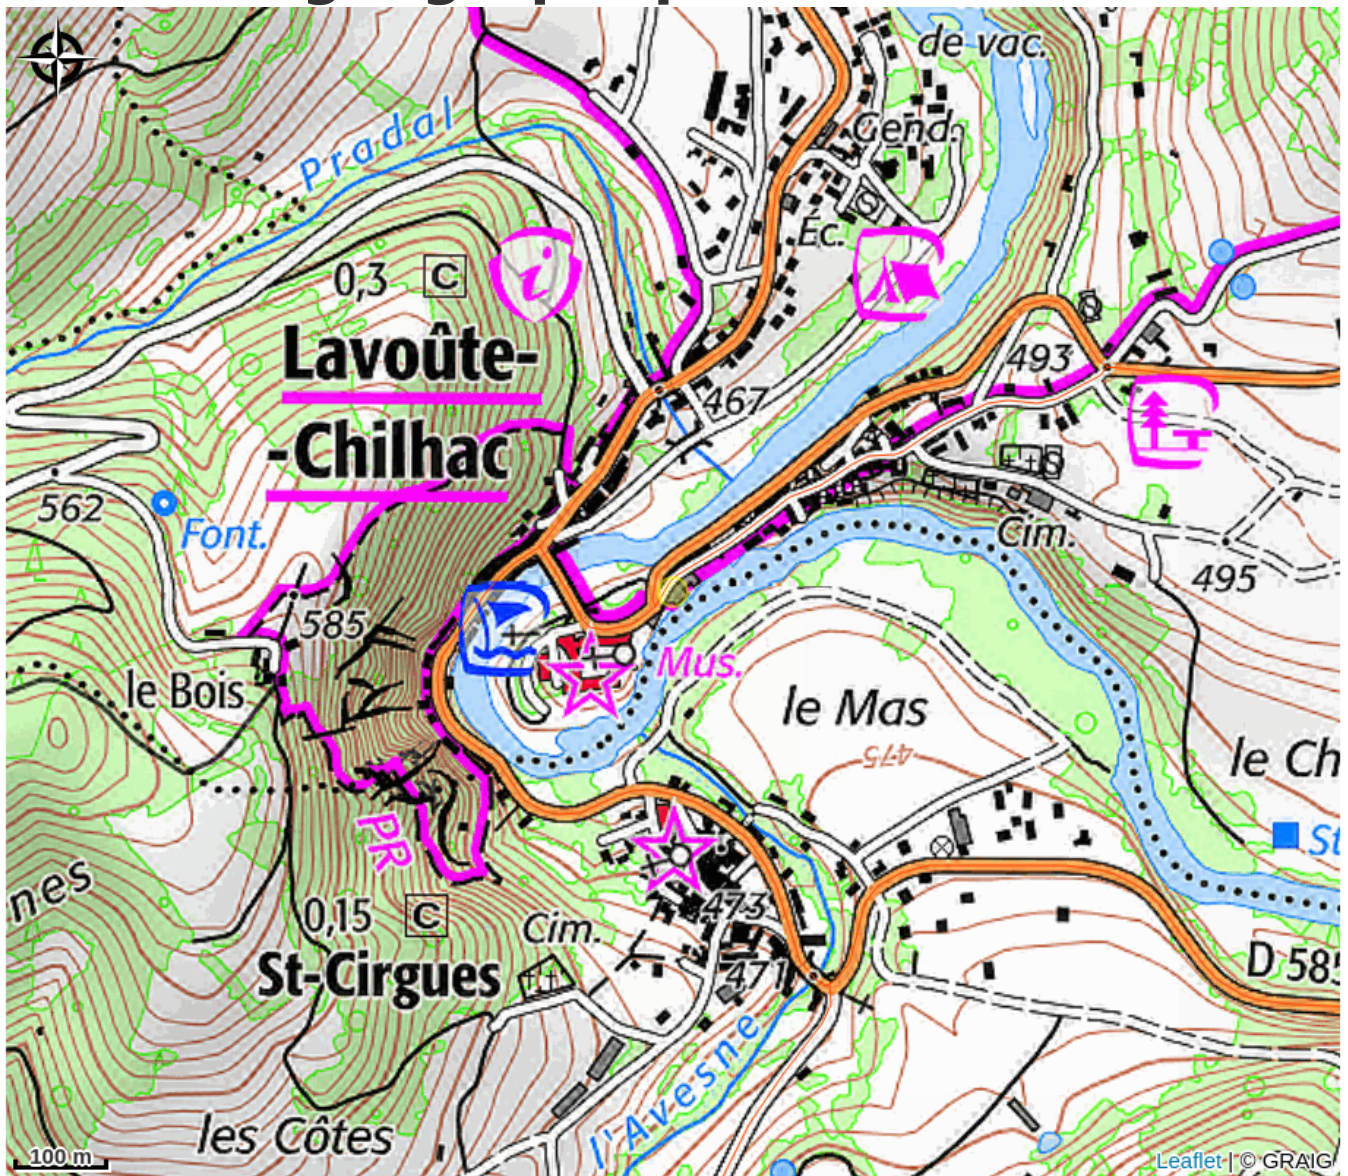 de vac.
Pradal
Gend.
Éc.
0,3 C
i
Lavoûte-
-Chilhac
493
467
562
Font.
Cim.
495
585
Mus.
le Bois
le Mas
475
le Ch
St
PR
nes
0,15 C
473
Cim.
St-Cirgues
471
D 585
l'Avesne
les Côtes
100 m
Leaflet | © GRAIG